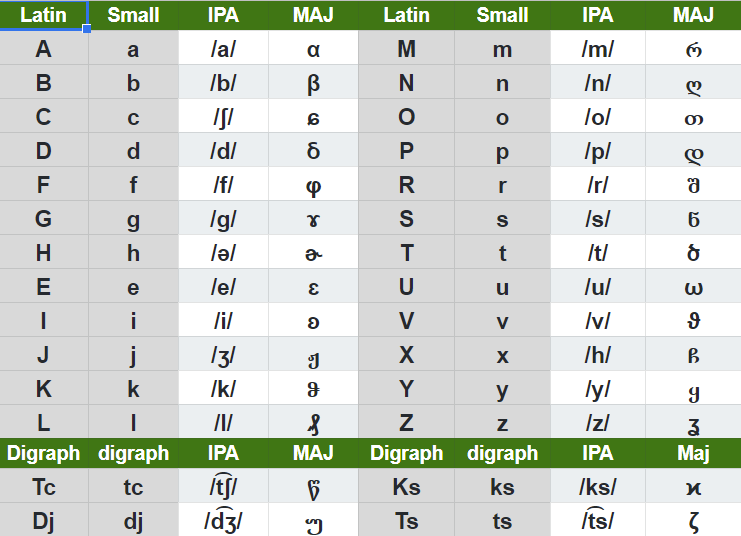 Latin Small IPA MAJ Latin Small IPA MAJ
A a /a/ ɑ M m /m/ რ
B b /b/ β N n /n/ ღ
C c /ʃ/ ɞ O o /o/ თ
D d /d/ δ P p /p/ დ
F f /f/ φ R r /r/ შ
G g /g/ ɤ S s /s/ ნ
H h /ə/ ɚ T t /t/ ծ
E e /e/ ε U u /u/ ω
I i /i/ ʚ V v /v/ ϑ
J j /ʒ/ ჟ X x /h/ ჩ
K k /k/ Y y /y/ ყ
L l /l/ Z z /z/ ʓ
Digraph digraph IPA MAJ Digraph digraph IPA Maj
Tc tc /t͡ʃ/ წ Ks ks /ks/ ϰ
Dj dj /d͡ʒ/ უ Ts ts /t͡s/ ζ